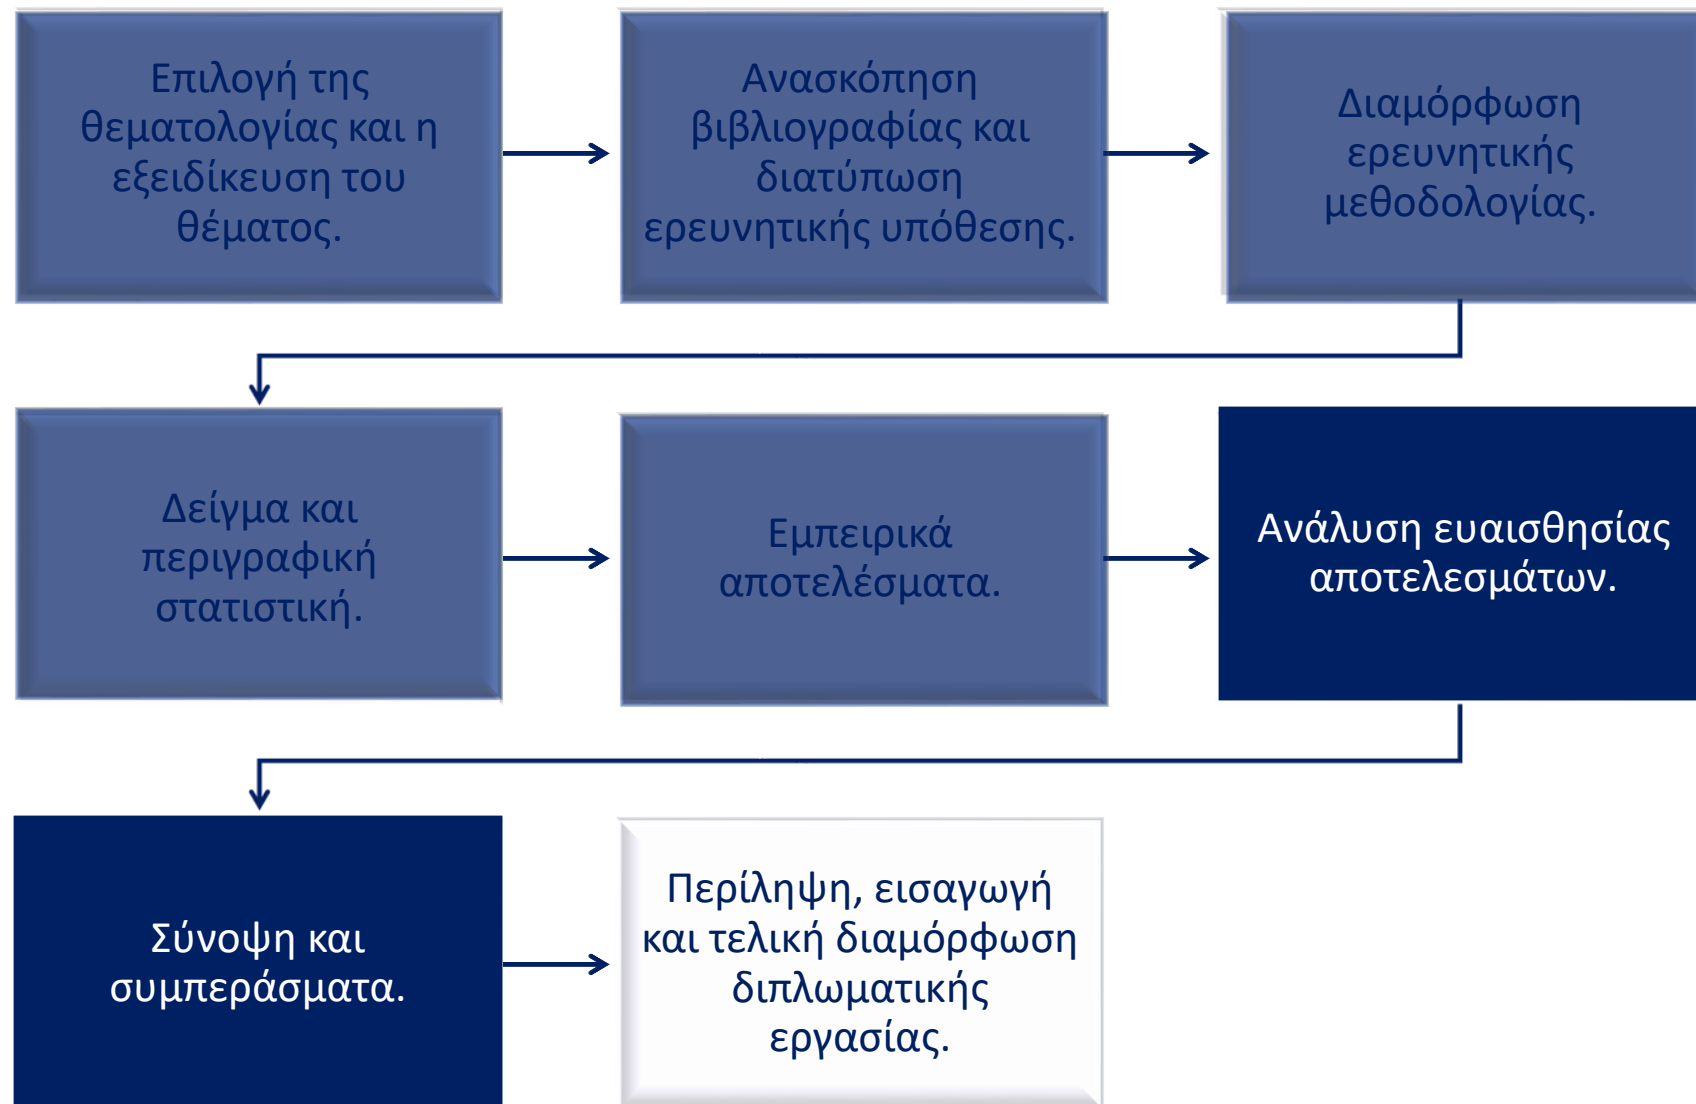 Επιλογή της
θεματολογίας και η
εξειδίκευση του
θέματος.
Ανασκόπηση
βιβλιογραφίας και
διατύπωση
ερευνητικής υπόθεσης.
Διαμόρφωση
ερευνητικής
μεθοδολογίας.
Δείγμα και
περιγραφική
στατιστική.
Εμπειρικά
αποτελέσματα.
Ανάλυση ευαισθησίας
αποτελεσμάτων.
Σύνοψη και
συμπεράσματα.
Περίληψη, εισαγωγή
και τελική διαμόρφωση
διπλωματικής
εργασίας.